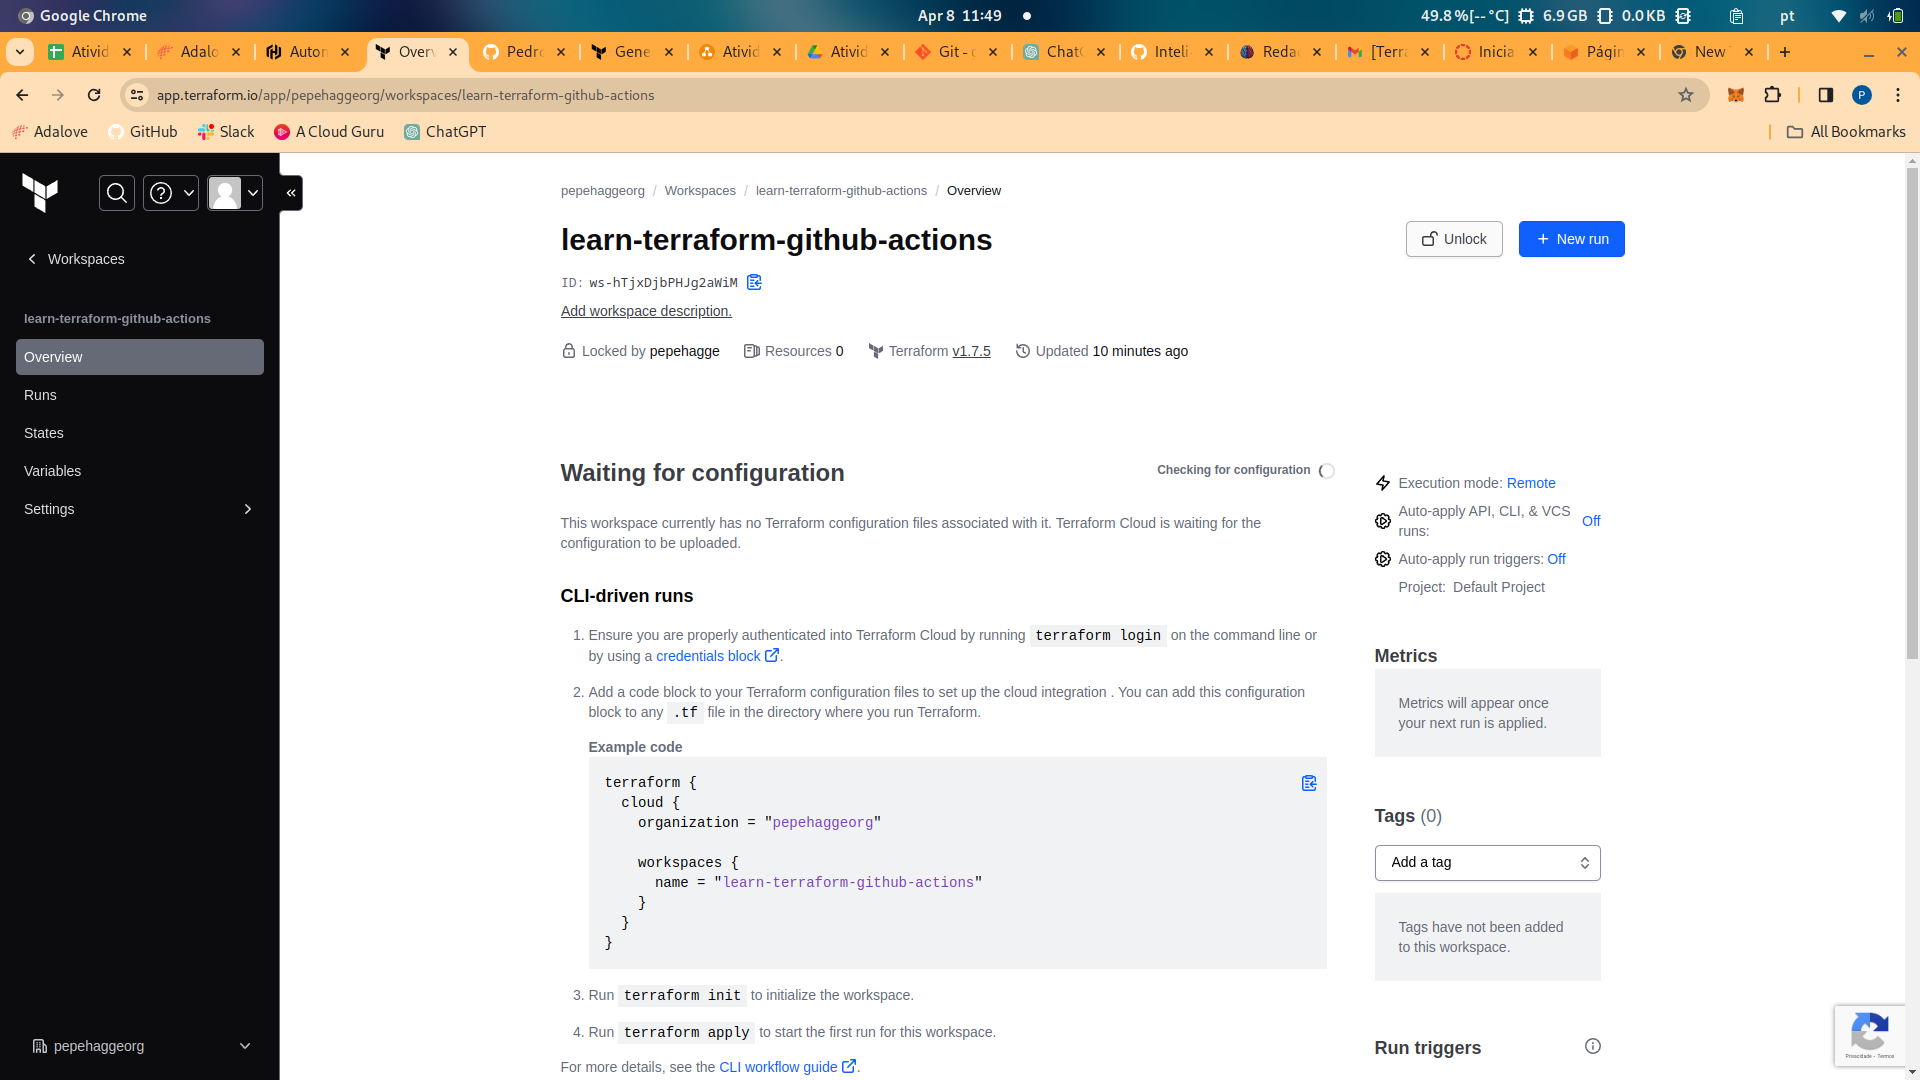 Google Chrome
Apr 8 11:49
49.8 %[-- °C] 6.9 GB 0.0 KB pt
Ativid
Adalo
Auton
Overv
Pedro
Gene
Ativid
Ativid
Git - c
ChatG
Inteli
Redac
[Terra
Inicia
Págin
New
app.terraform.io/app/pepehaggeorg/workspaces/learn-terraform-github-actions
P
Adalove GitHub Slack A Cloud Guru ChatGPT All Bookmarks
Workspaces
learn-terraform-github-actions
Overview
Runs
States
Variables
Settings
pepehaggeorg
pepehaggeorg / Workspaces / learn-terraform-github-actions / Overview
learn-terraform-github-actions
Unlock
+ New run
ID: ws-hTjxDjbPHJg2aWiM
Add workspace description.
Locked by pepehagge Resources 0 Terraform v1.7.5 Updated 10 minutes ago
Waiting for configuration
Checking for configuration
This workspace currently has no Terraform configuration files associated with it. Terraform Cloud is waiting for the
configuration to be uploaded.
CLI-driven runs
1. Ensure you are properly authenticated into Terraform Cloud by running terraform login on the command line or
by using a credentials block .
2. Add a code block to your Terraform configuration files to set up the cloud integration . You can add this configuration
block to any .tf file in the directory where you run Terraform.
Example code
terraform {
cloud {
organization = "pepehaggeorg"
workspaces {
name = "learn-terraform-github-actions"
}
}
}
3. Run terraform init to initialize the workspace.
4. Run terraform apply to start the first run for this workspace.
For more details, see the CLI workflow guide .
Execution mode: Remote
Auto-apply API, CLI, & VCS
runs: Off
Auto-apply run triggers: Off
Project: Default Project
Metrics
Metrics will appear once
your next run is applied.
Tags (0)
Add a tag
Tags have not been added
to this workspace.
Run triggers
Privacidade - Termos